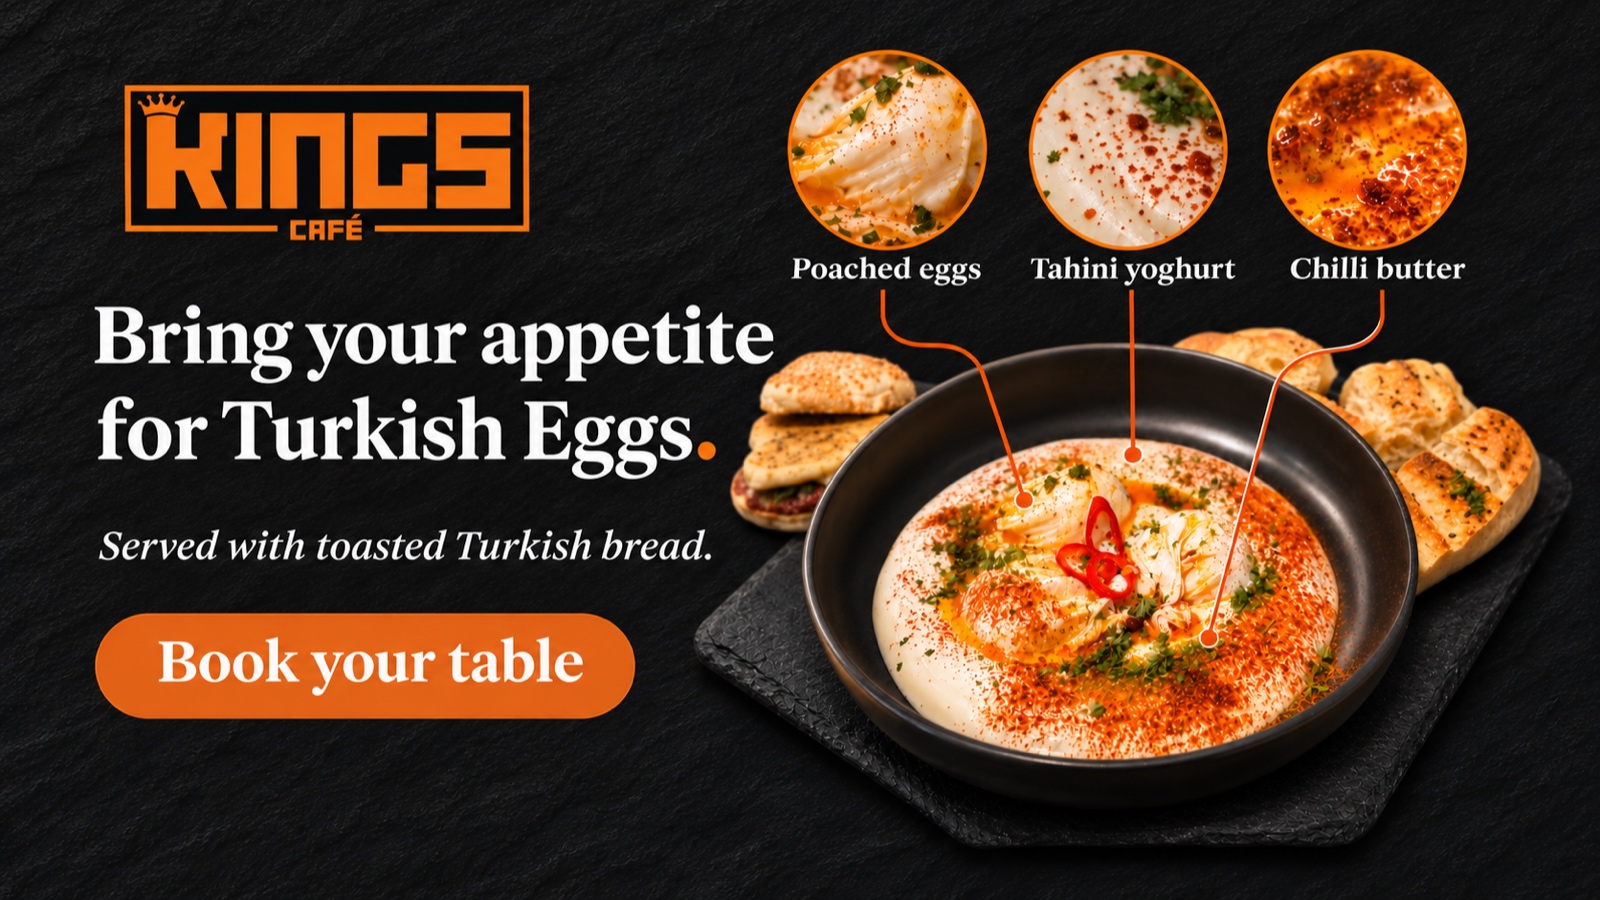 KINGS
CAFÉ
Bring your appetite
for Turkish Eggs.
Served with toasted Turkish bread.
Book your table
Poached eggs
Tahini yoghurt
Chilli butter